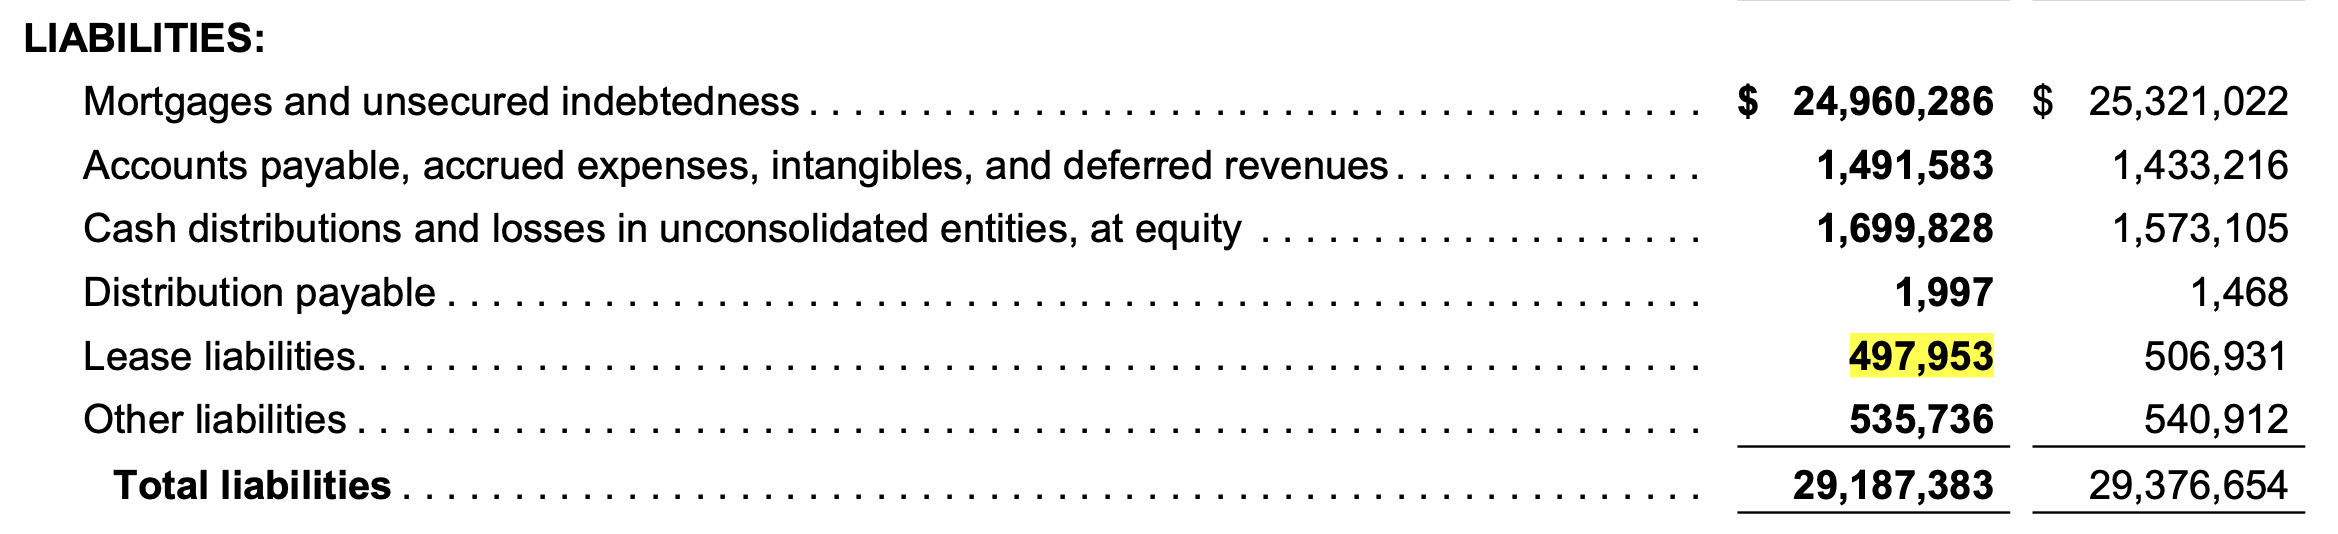 LIABILITIES:
Mortgages and unsecured indebtedness . . . . . . . . . . . . . . . . . . . . . . . . . . . . . . . . $ 24,960,286 $ 25,321,022
Accounts payable, accrued expenses, intangibles, and deferred revenues . . . . . . . . . . . . . . 1,491,583 1,433,216
Cash distributions and losses in unconsolidated entities, at equity . . . . . . . . . . . . . . . . . . . . 1,699,828 1,573,105
Distribution payable . . . . . . . . . . . . . . . . . . . . . . . . . . . . . . . . . . . . . . . . . . . . . 1,997 1,468
Lease liabilities. . . . . . . . . . . . . . . . . . . . . . . . . . . . . . . . . . . . . . . . . . . . . . . . 497,953 506,931
Other liabilities . . . . . . . . . . . . . . . . . . . . . . . . . . . . . . . . . . . . . . . . . . . . . . . . 535,736 540,912
Total liabilities . . . . . . . . . . . . . . . . . . . . . . . . . . . . . . . . . . . . . . . . . . . . . . 29,187,383 29,376,654